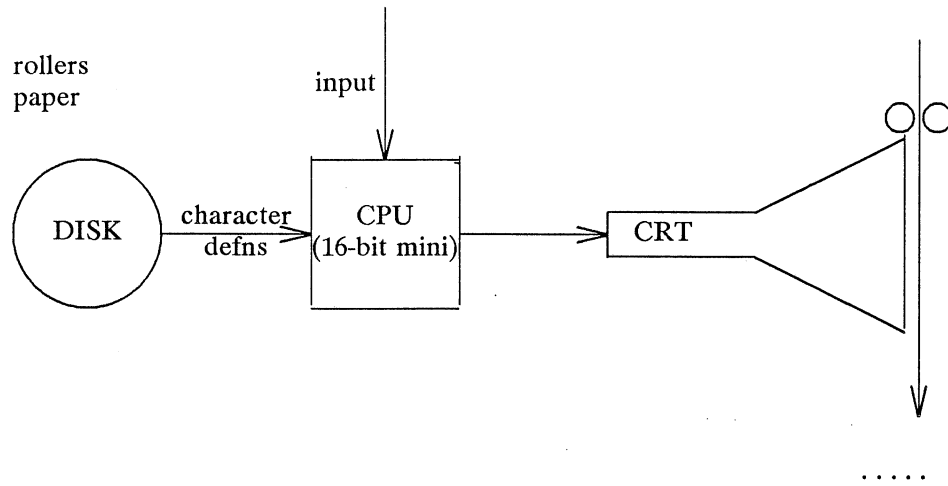 rollers
paper
input
DISK
character
defns
CPU
(16-bit mini)
CRT
.....